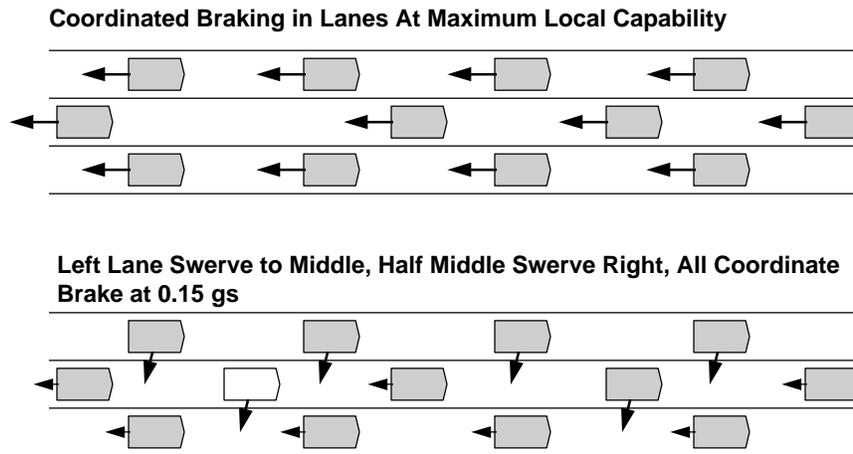 Coordinated Braking in Lanes At Maximum Local Capability
Left Lane Swerve to Middle, Half Middle Swerve Right, All Coordinate
Brake at 0.15 gs